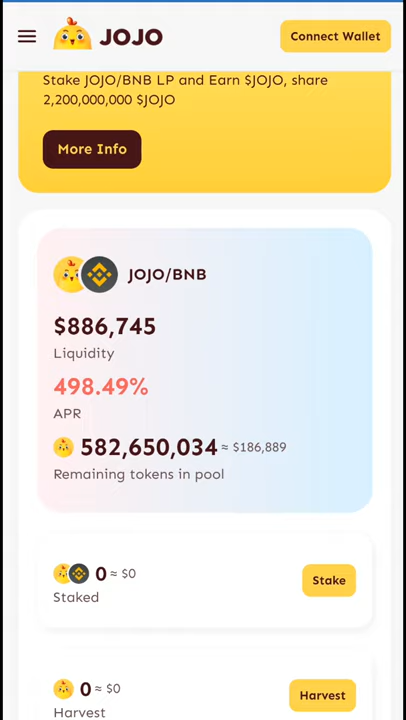 JOJO
Connect Wallet
Stake JOJO/BNB LP and Earn $JOJO, share
2,200,000,000 $JOJO
More Info
JOJO/BNB
$886,745
Liquidity
498.49%
APR
582,650,034 ≈ $186,889
Remaining tokens in pool
0 ≈ $0
Staked
Stake
0 ≈ $0
Harvest
Harvest